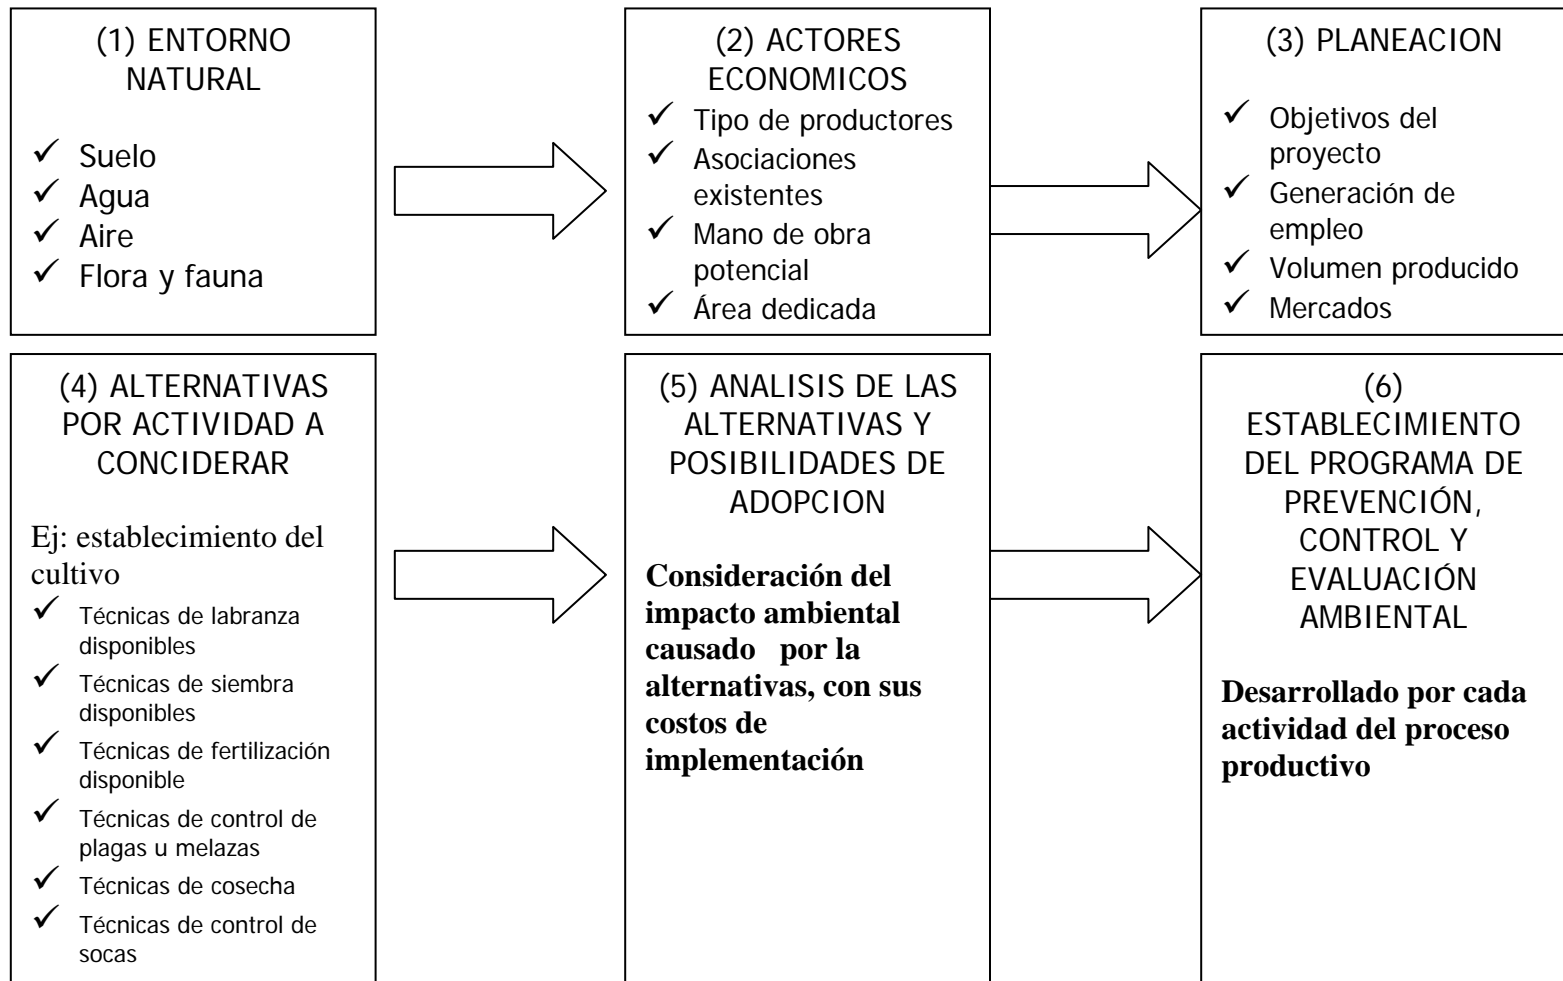 (1) ENTORNO
NATURAL
✓ Suelo
✓ Agua
✓ Aire
✓ Flora y fauna
(2) ACTORES
ECONOMICOS
✓ Tipo de productores
✓ Asociaciones
existentes
✓ Mano de obra
potencial
✓ Área dedicada
(3) PLANEACION
✓ Objetivos del
proyecto
✓ Generación de
empleo
✓ Volumen producido
✓ Mercados
(4) ALTERNATIVAS
POR ACTIVIDAD A
CONCIDERAR
Ej: establecimiento del
cultivo
✓ Técnicas de labranza
disponibles
✓ Técnicas de siembra
disponibles
✓ Técnicas de fertilización
disponible
✓ Técnicas de control de
plagas u melazas
✓ Técnicas de cosecha
✓ Técnicas de control de
socas
(5) ANALISIS DE LAS
ALTERNATIVAS Y
POSIBILIDADES DE
ADOPCION
Consideración del
impacto ambiental
causado por la
alternativas, con sus
costos de
implementación
(6)
ESTABLECIMIENTO
DEL PROGRAMA DE
PREVENCIÓN,
CONTROL Y
EVALUACIÓN
AMBIENTAL
Desarrollado por cada
actividad del proceso
productivo